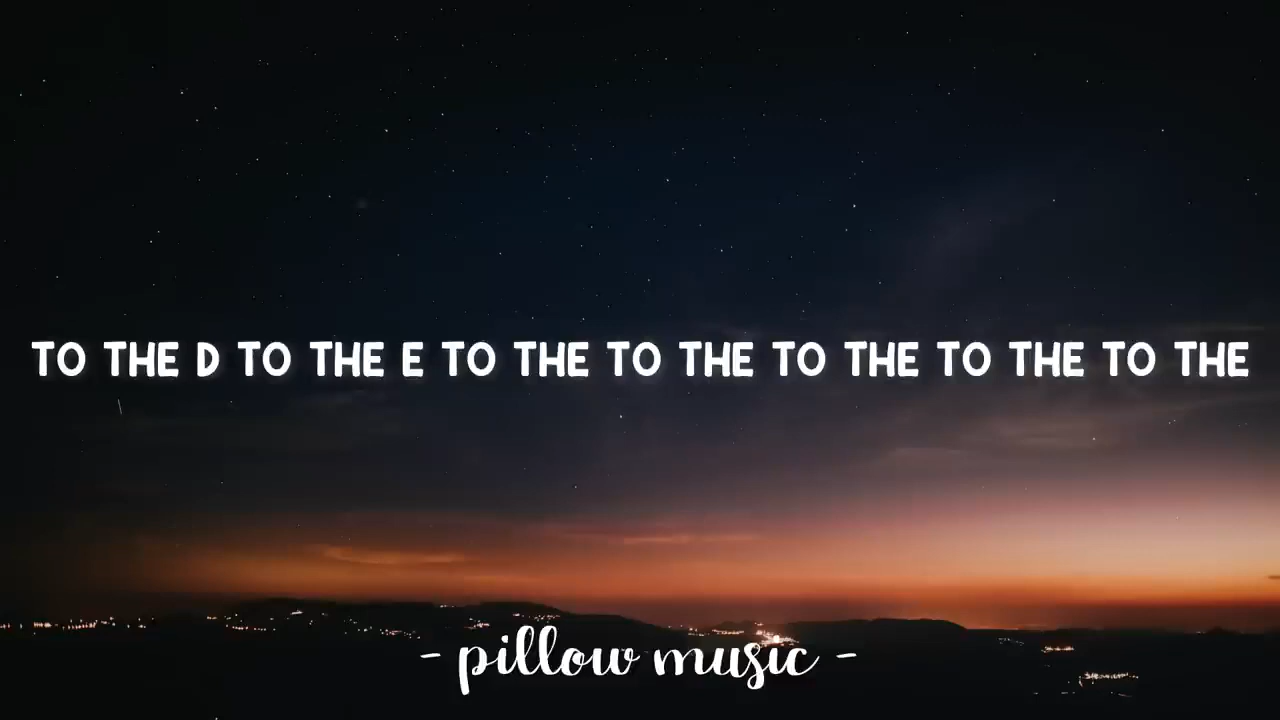 TO THE D TO THE E TO THE TO THE TO THE TO THE TO THE
- pillow music -